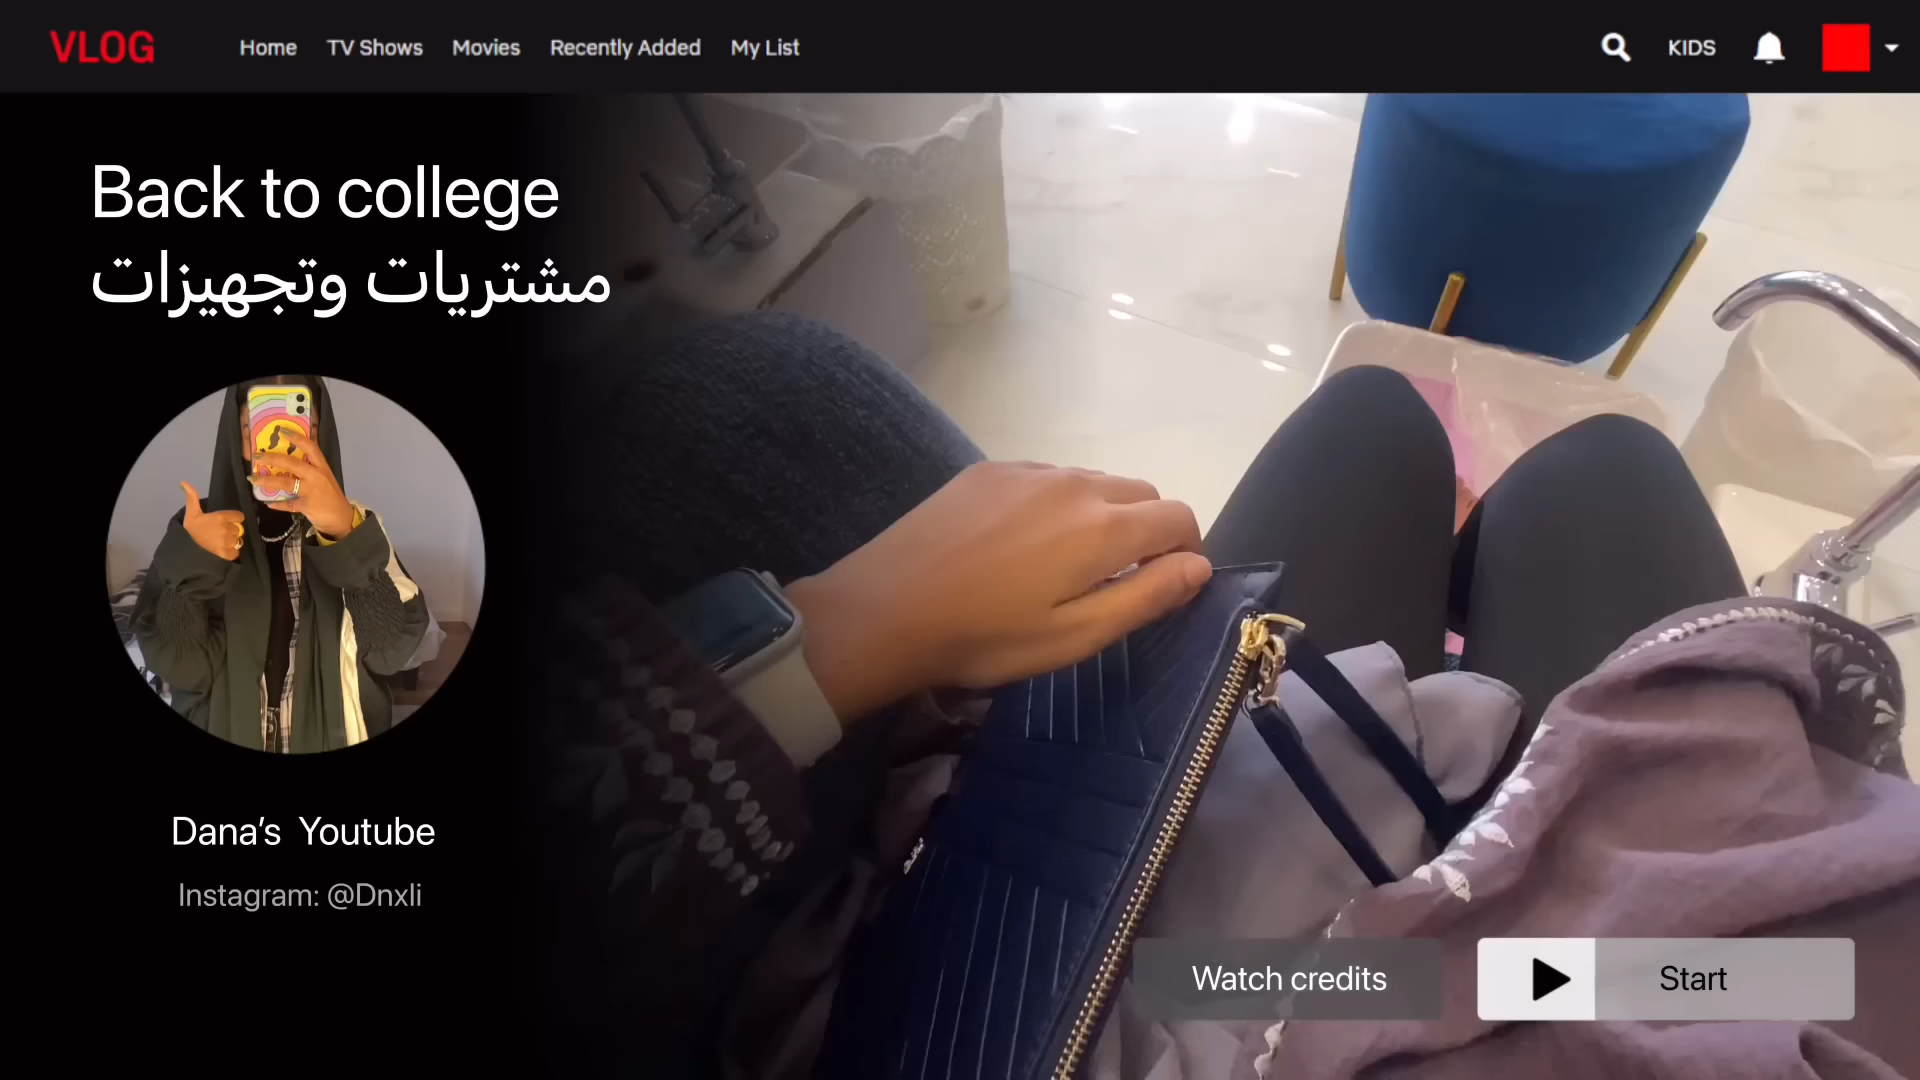 VLOG
Home TV Shows Movies Recently Added My List
KIDS
Back to college
مشتريات وتجهيزات
Dana’s Youtube
Instagram: @Dnxli
Watch credits
Start